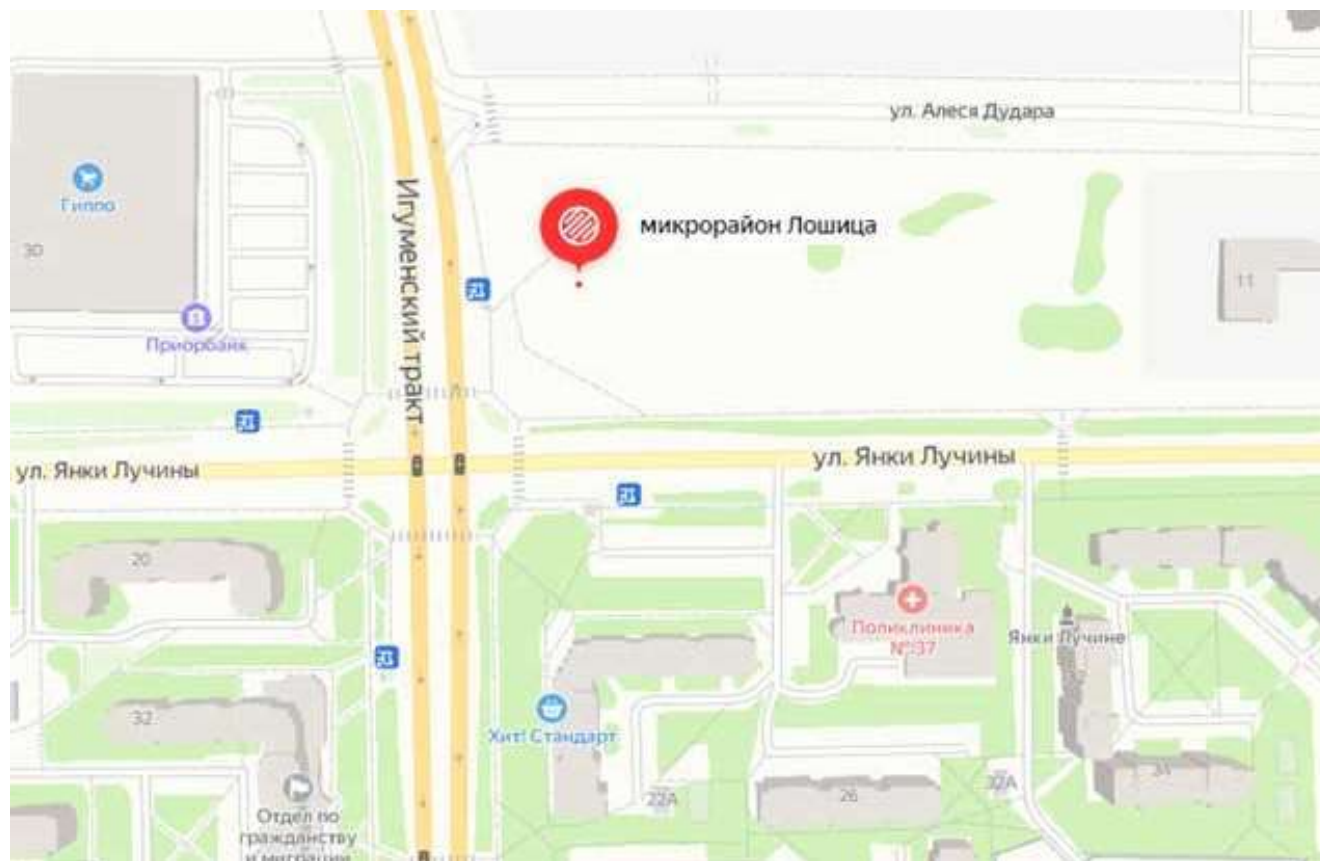 ул. Алеся Дудара
Гиппо
30
Игуменский тракт
микрорайон Лошица
11
Приорбанк
ул. Янки Лучины
ул. Янки Лучины
20
Поликлиника
№37
Янки Лучине
32
Хит! Стандарт
22А
26
32А
34
Отдел по
гражданству
и миграции